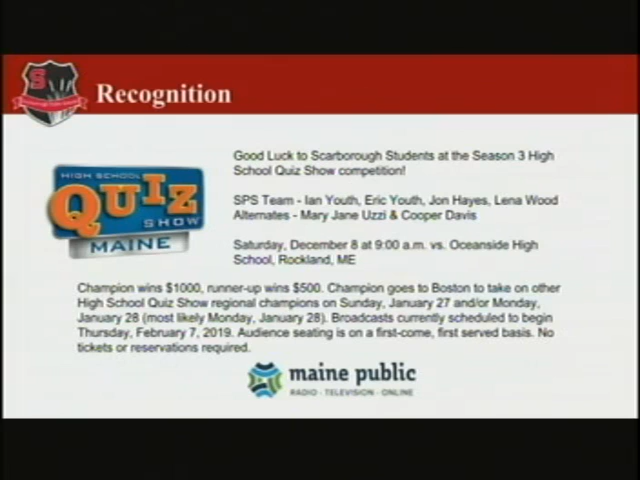 S
Recognition
Good Luck to Scarborough Students at the Season 3 High
School Quiz Show competition!
HIGH SCHOOL
QUIZ
SHOW
MAINE
SPS Team - Ian Youth, Eric Youth, Jon Hayes, Lena Wood
Alternates - Mary Jane Uzzi & Cooper Davis
Saturday, December 8 at 9:00 a.m. vs. Oceanside High
School, Rockland, ME
Champion wins $1000, runner-up wins $500. Champion goes to Boston to take on other
High School Quiz Show regional champions on Sunday, January 27 and/or Monday,
January 28 (most likely Monday, January 28). Broadcasts currently scheduled to begin
Thursday, February 7, 2019. Audience seating is on a first-come, first served basis. No
tickets or reservations required.
maine public
RADIO · TELEVISION · ONLINE